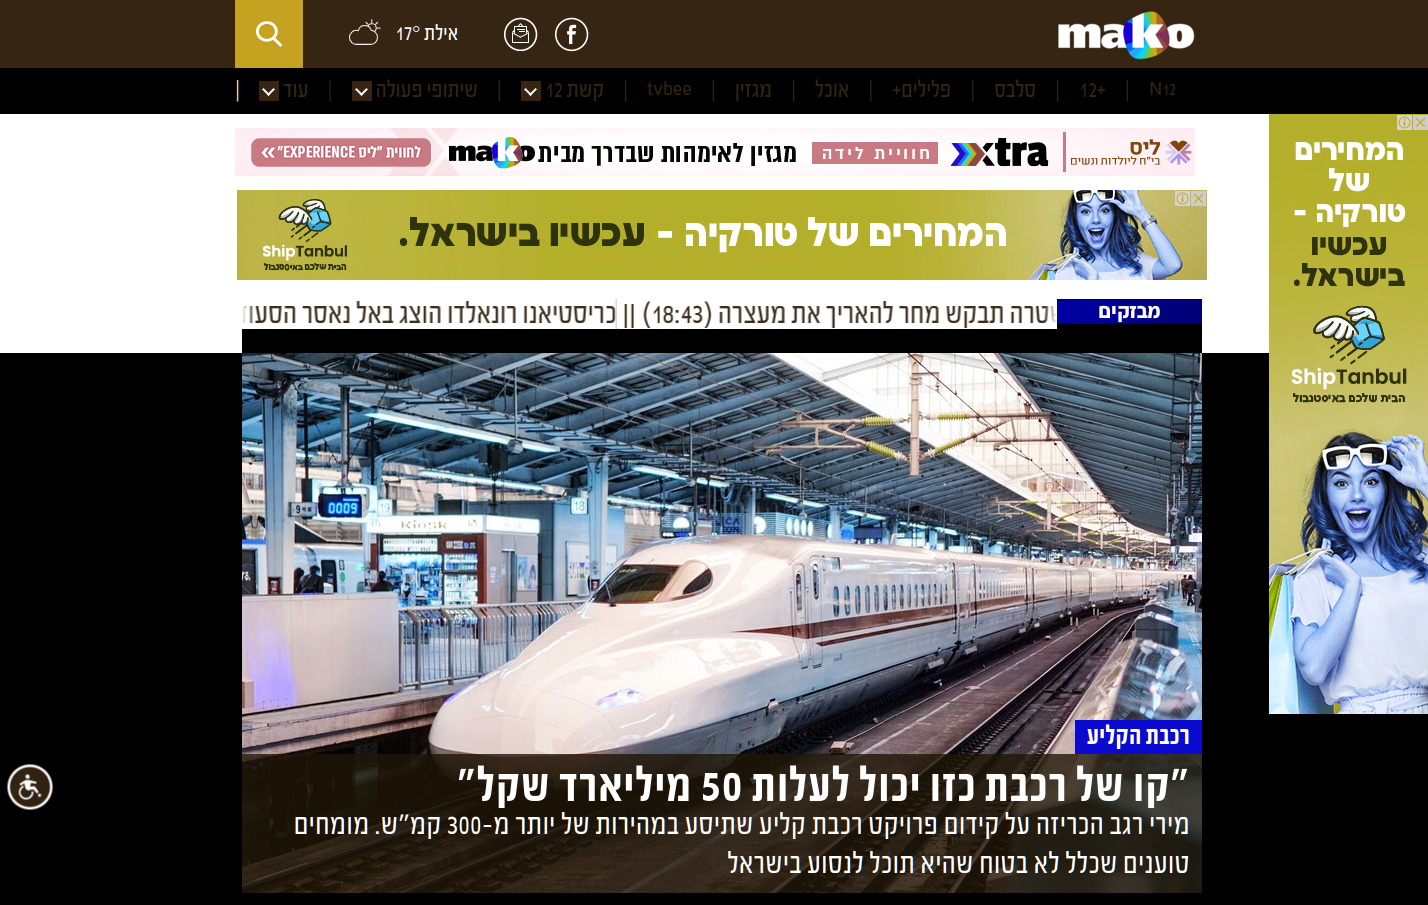 mako
אילת 17°
N12
12+
סלבס
פלילים+
אוכל
מגזין
tvbee
קשת 12
שיתופי פעולה
עוד
ליס
בי"ח ליולדות ונשים
xtra
חוויית לידה
מגזין לאימהות שבדרך מבית mako
לחווית "ליס EXPERIENCE" »
המחירים של טורקיה - עכשיו בישראל.
ShipTanbul
הבית שלכם באיסטנבול
מבזקים
שטרה תבקש מחר להאריך את מעצרה (18:43) || כריסטיאנו רונאלדו הוצג באל נאסר הסעוד
0009
9
18
Kiosk
רכבת הקליע
"קו של רכבת כזו יכול לעלות 50 מיליארד שקל"
מירי רגב הכריזה על קידום פרויקט רכבת קליע שתיסע במהירות של יותר מ-300 קמ"ש. מומחים
טוענים שכלל לא בטוח שהיא תוכל לנסוע בישראל
המחירים
של
טורקיה -
עכשיו
בישראל.
ShipTanbul
הבית שלכם באיסטנבול